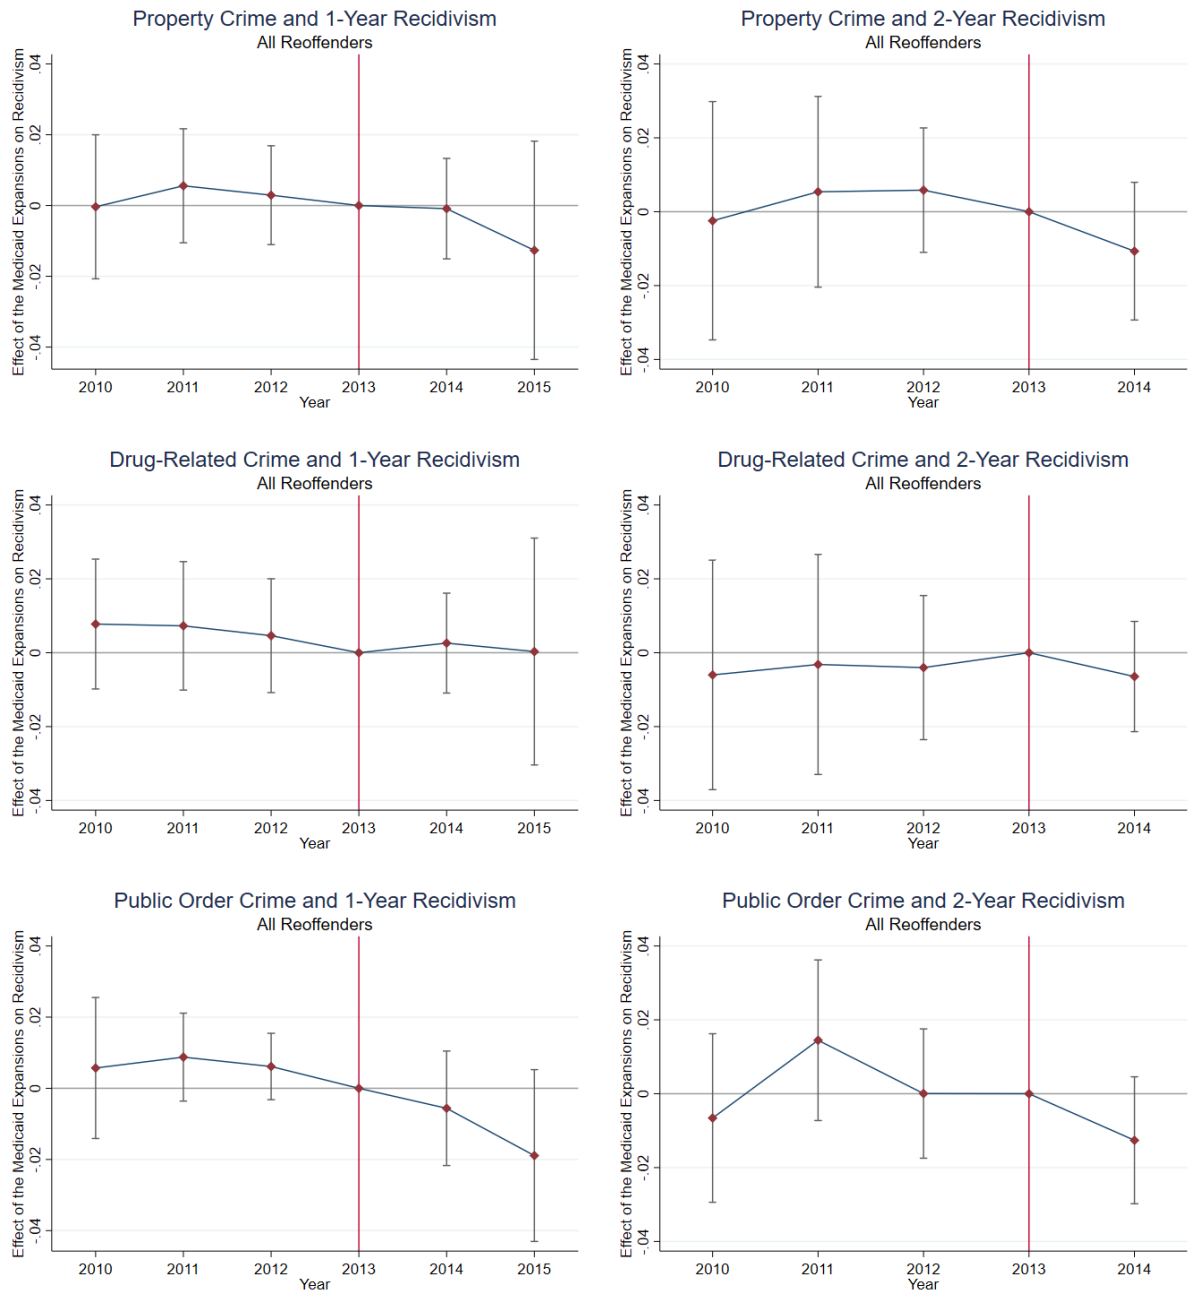 Property Crime and 1-Year Recidivism
All Reoffenders
Effect of the Medicaid Expansions on Recidivism
.04
.02
0
-.02
-.04
2010 2011 2012 2013 2014 2015
Year
Property Crime and 2-Year Recidivism
All Reoffenders
Effect of the Medicaid Expansions on Recidivism
.04
.02
0
-.02
-.04
2010 2011 2012 2013 2014
Year
Drug-Related Crime and 1-Year Recidivism
All Reoffenders
Effect of the Medicaid Expansions on Recidivism
.04
.02
0
-.02
-.04
2010 2011 2012 2013 2014 2015
Year
Drug-Related Crime and 2-Year Recidivism
All Reoffenders
Effect of the Medicaid Expansions on Recidivism
.04
.02
0
-.02
-.04
2010 2011 2012 2013 2014
Year
Public Order Crime and 1-Year Recidivism
All Reoffenders
Effect of the Medicaid Expansions on Recidivism
.04
.02
0
-.02
-.04
2010 2011 2012 2013 2014 2015
Year
Public Order Crime and 2-Year Recidivism
All Reoffenders
Effect of the Medicaid Expansions on Recidivism
.04
.02
0
-.02
-.04
2010 2011 2012 2013 2014
Year